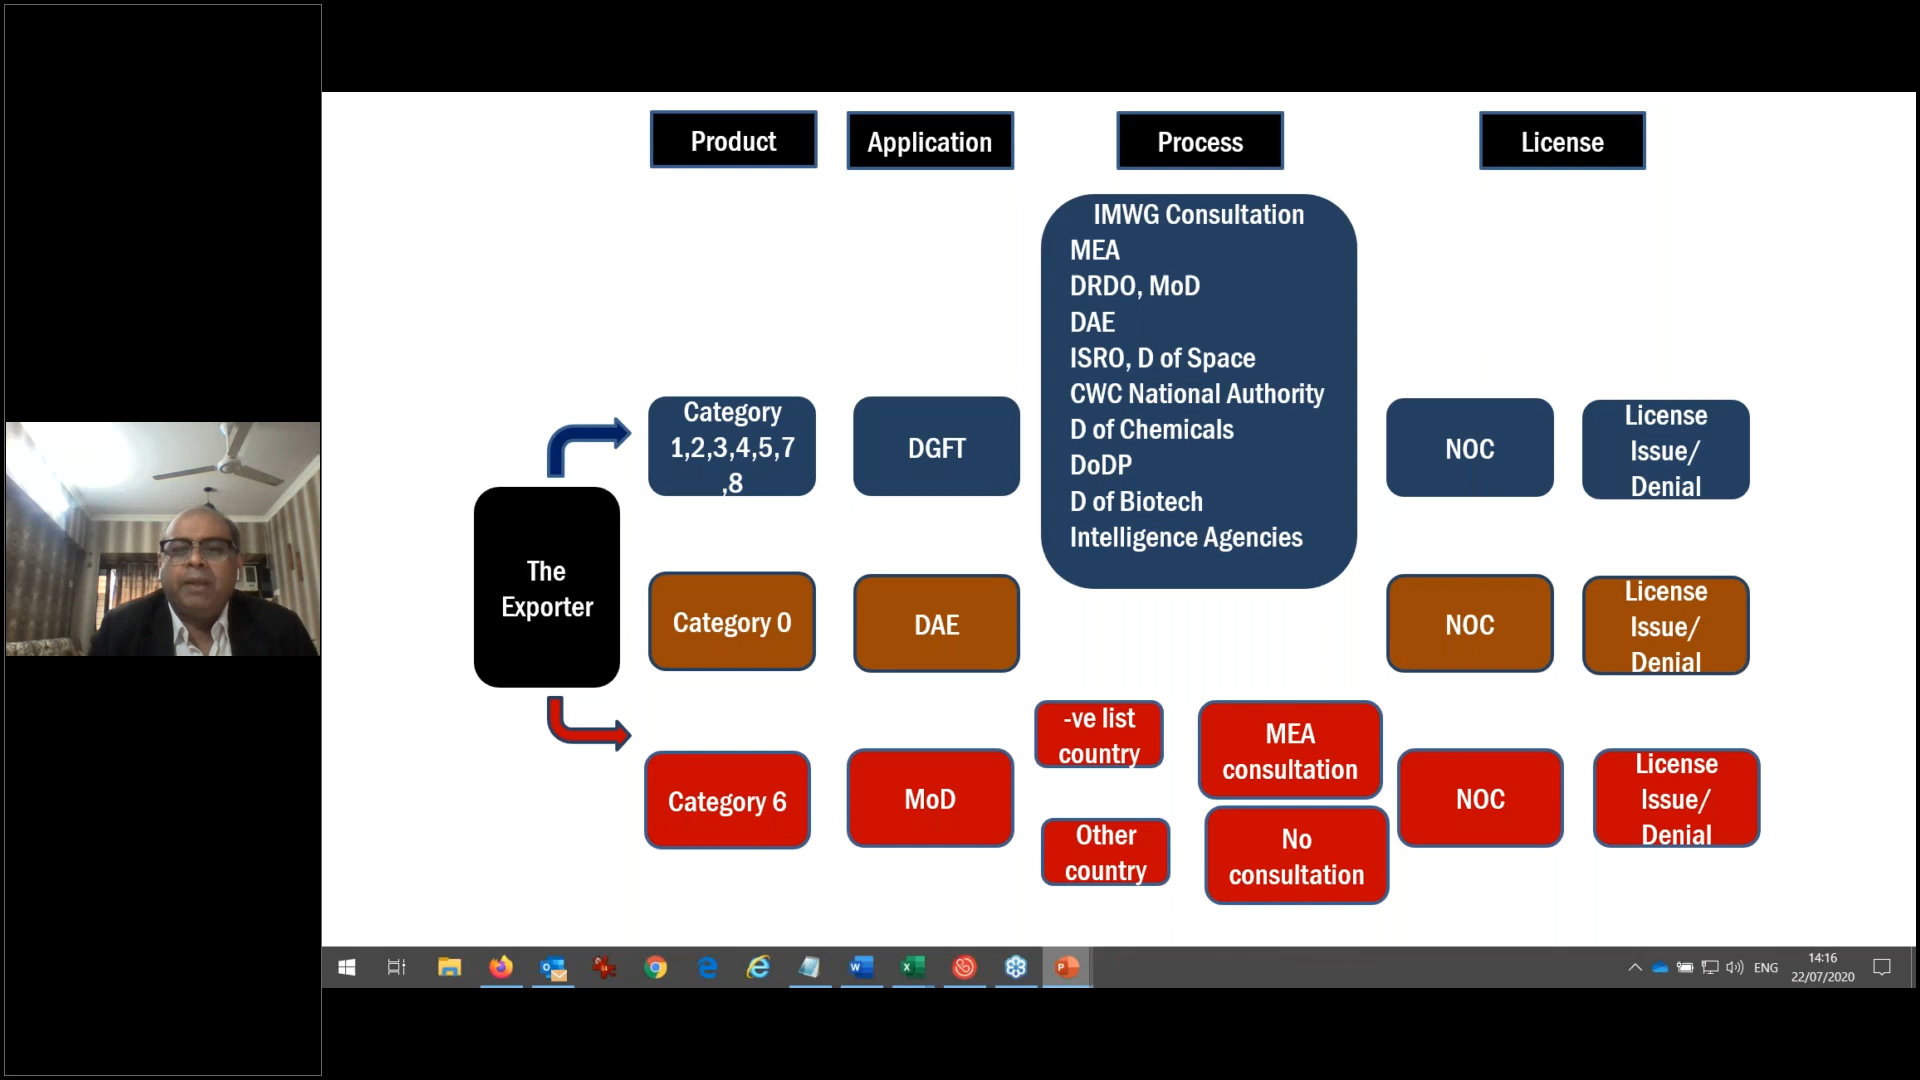 Product
Application
Process
License
IMWG Consultation
MEA
DRDO, MoD
DAE
ISRO, D of Space
CWC National Authority
D of Chemicals
DoDP
D of Biotech
Intelligence Agencies
Category
1,2,3,4,5,7
,8
DGFT
NOC
License
Issue/
Denial
The
Exporter
Category 0
DAE
NOC
License
Issue/
Denial
Category 6
MoD
-ve list
country
MEA
consultation
Other
country
No
consultation
NOC
License
Issue/
Denial
ENG
14:16
22/07/2020